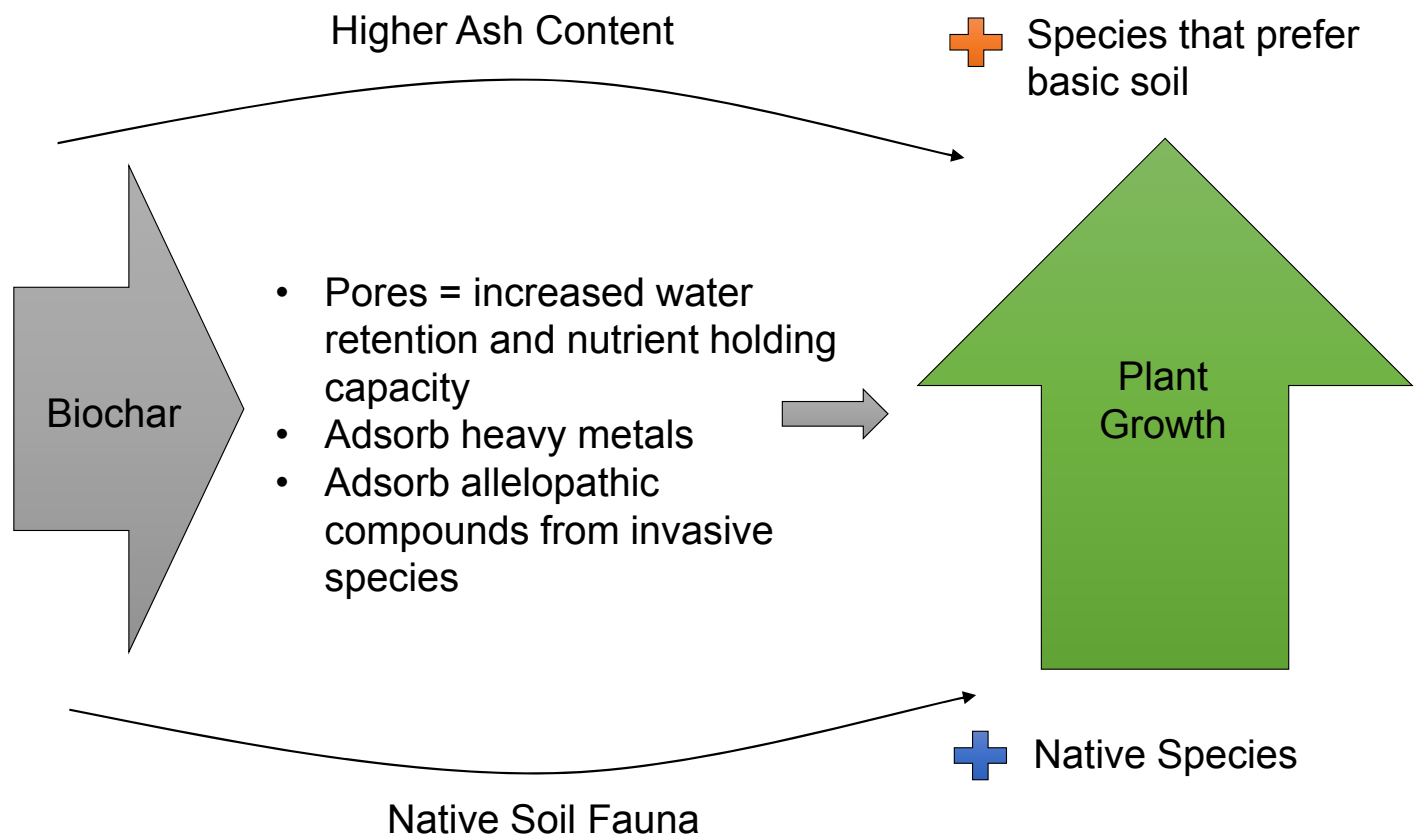 Higher Ash Content
Species that prefer
basic soil
Biochar
• Pores = increased water
retention and nutrient holding
capacity
• Adsorb heavy metals
• Adsorb allelopathic
compounds from invasive
species
Plant
Growth
Native Species
Native Soil Fauna